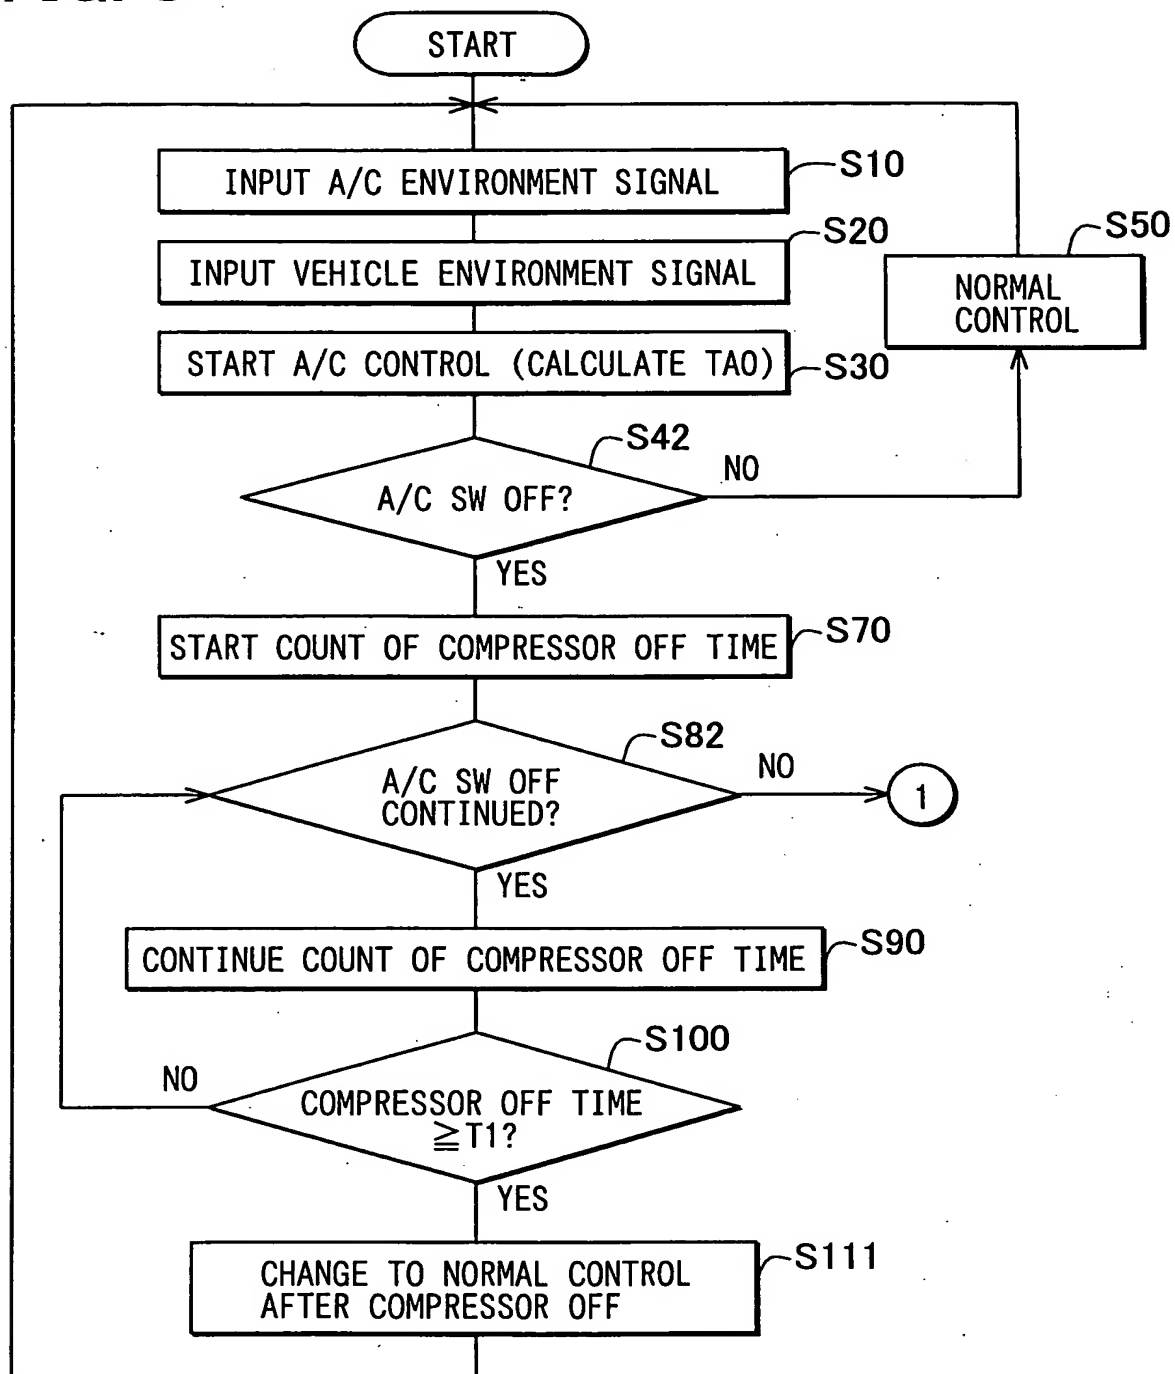 START
INPUT A/C ENVIRONMENT SIGNAL
S10
S20
INPUT VEHICLE ENVIRONMENT SIGNAL
S50
NORMAL
CONTROL
START A/C CONTROL (CALCULATE TAO)
S30
S42
A/C SW OFF?
NO
YES
START COUNT OF COMPRESSOR OFF TIME
S70
S82
A/C SW OFF
CONTINUED?
NO
1
YES
CONTINUE COUNT OF COMPRESSOR OFF TIME
S90
S100
NO
COMPRESSOR OFF TIME
≧T1?
YES
S111
CHANGE TO NORMAL CONTROL
AFTER COMPRESSOR OFF